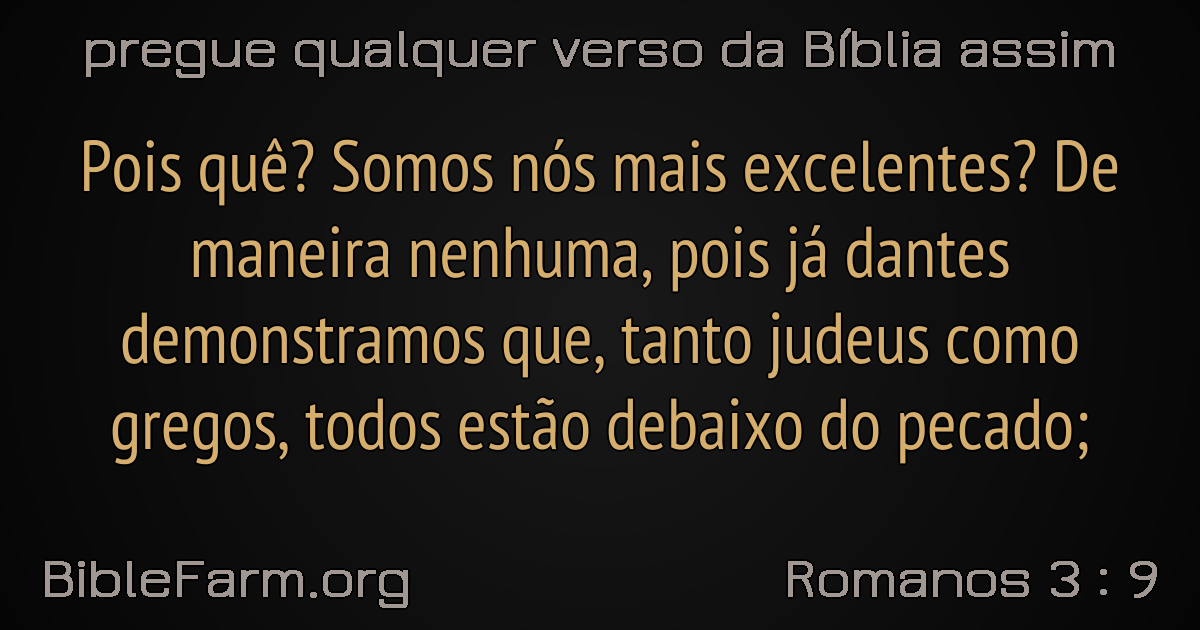 pregue qualquer verso da Bíblia assim
Pois quê? Somos nós mais excelentes? De
maneira nenhuma, pois já dantes
demonstramos que, tanto judeus como
gregos, todos estão debaixo do pecado;
BibleFarm.org
Romanos 3 : 9